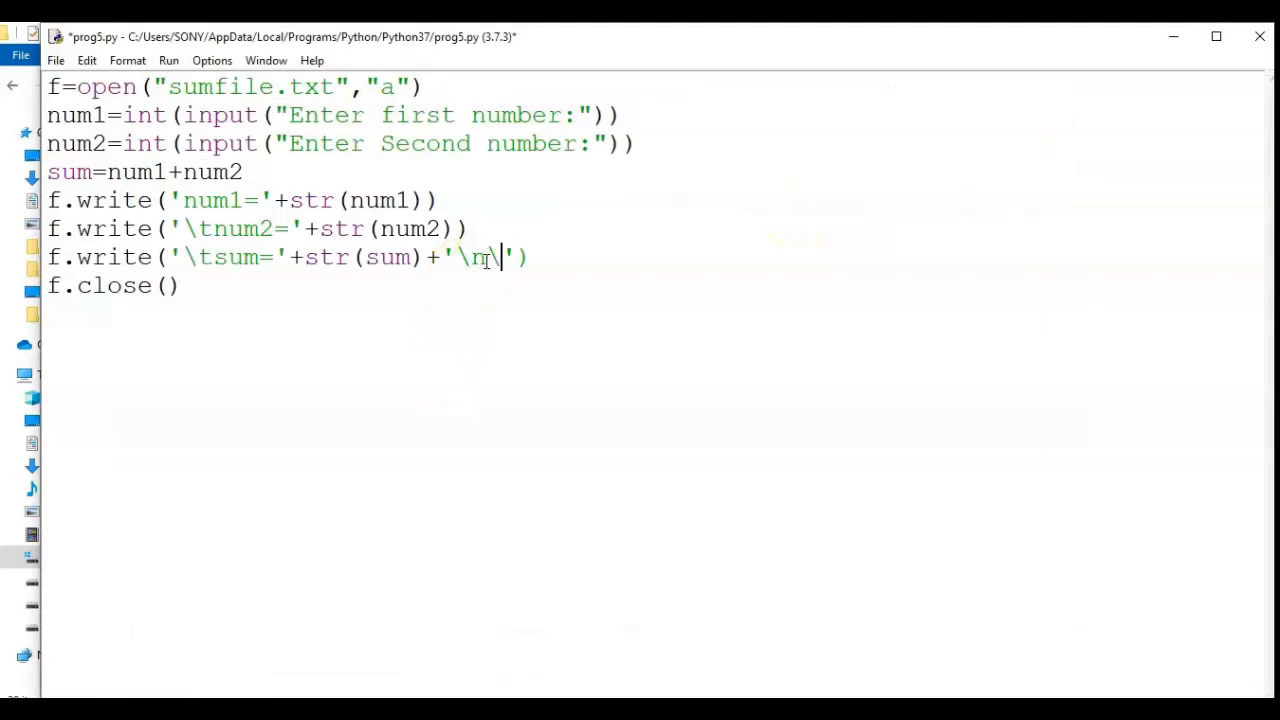 *prog5.py - C:/Users/SONY/AppData/Local/Programs/Python/Python37/prog5.py (3.7.3)*
File
File Edit Format Run Options Window Help
f=open("sumfile.txt","a")
num1=int(input("Enter first number:"))
num2=int(input("Enter Second number:"))
sum=num1+num2
f.write('num1='+str(num1))
f.write('\tnum2='+str(num2))
f.write('\tsum='+str(sum)+'\n\')
f.close()